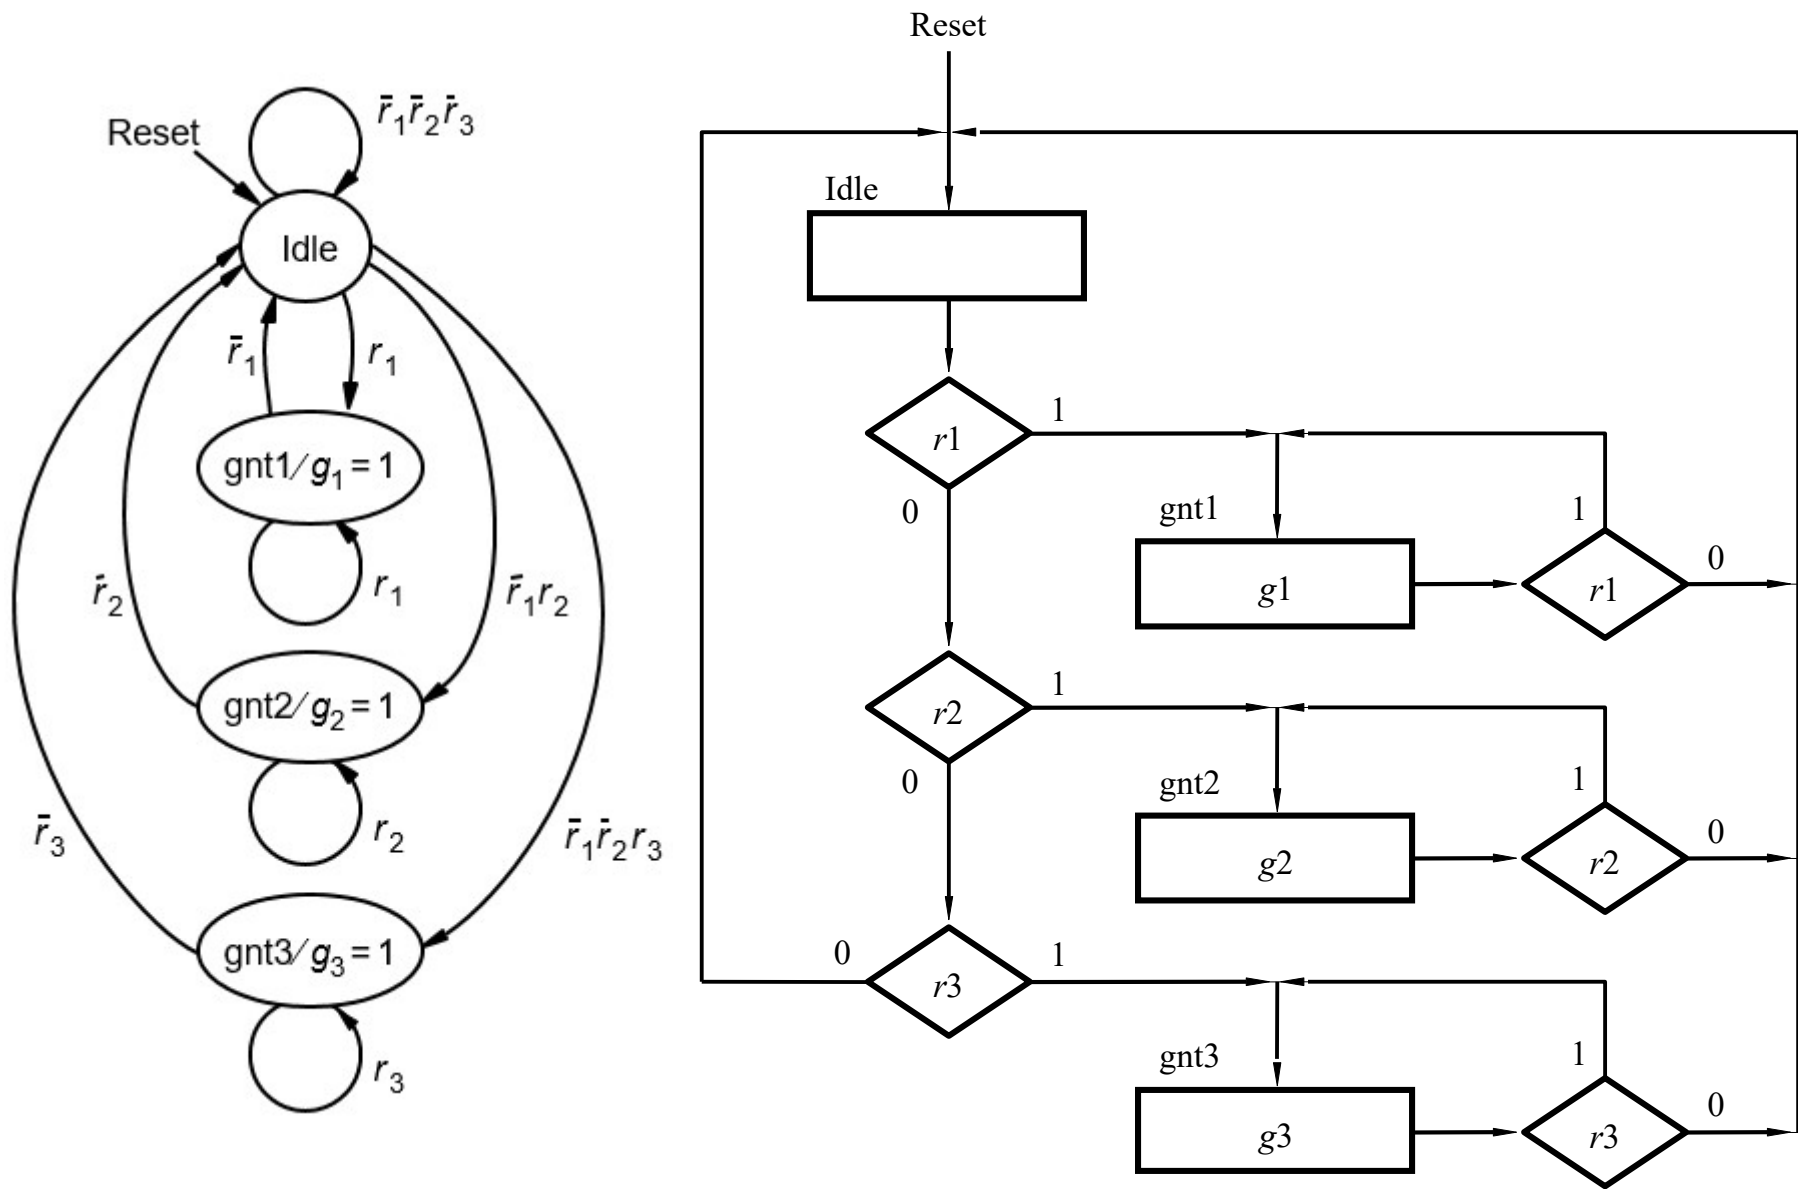 Reset
r̄1r̄2r̄3
Idle
r̄1
r1
gnt1/g1 = 1
r1
r̄2
r̄1r2
gnt2/g2 = 1
r2
r̄3
r̄1r̄2r3
gnt3/g3 = 1
r3
Reset
Idle
r1
1
0
gnt1
g1
1
r1
0
r2
1
0
gnt2
g2
1
r2
0
0
r3
1
gnt3
g3
1
r3
0